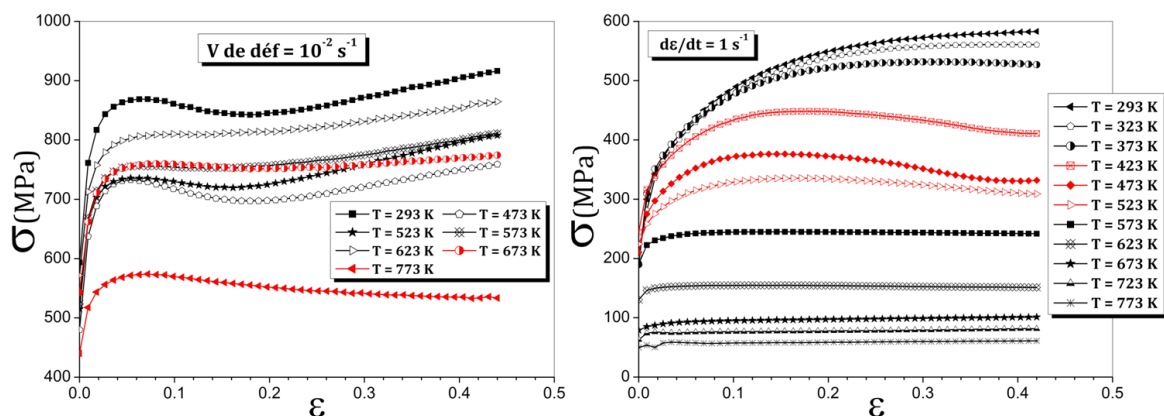 V de déf = 10⁻² s⁻¹
σ(MPa)
1000
900
800
700
600
500
400
T = 293 K
T = 473 K
T = 523 K
T = 573 K
T = 623 K
T = 673 K
T = 773 K
0.0 0.1 0.2 0.3 0.4 0.5
ε
dε/dt = 1 s⁻¹
σ(MPa)
600
500
400
300
200
100
0
0.0 0.1 0.2 0.3 0.4 0.5
ε
T = 293 K
T = 323 K
T = 373 K
T = 423 K
T = 473 K
T = 523 K
T = 573 K
T = 623 K
T = 673 K
T = 723 K
T = 773 K